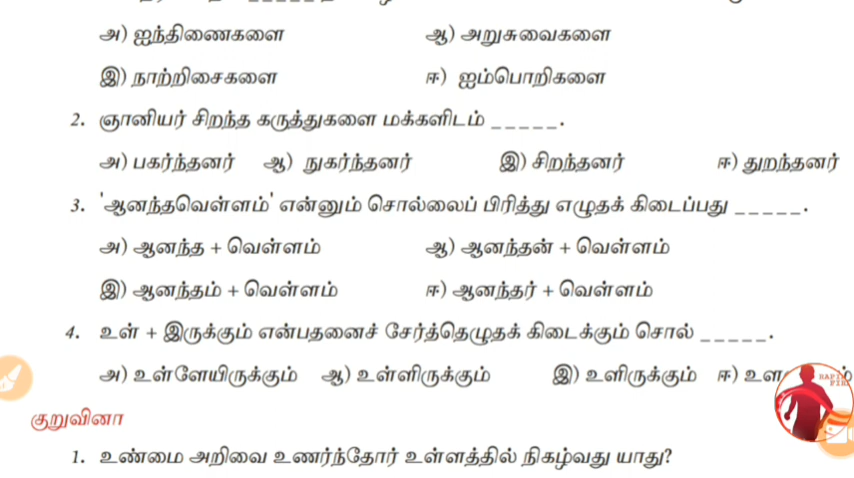 அ) ஐந்திணைகளை ஆ) அறுசுவைகளை
இ) நாற்றிசைகளை ஈ) ஐம்பொறிகளை
2. ஞானியர் சிறந்த கருத்துகளை மக்களிடம் _____.
அ) பகர்ந்தனர் ஆ) நுகர்ந்தனர் இ) சிறந்தனர் ஈ) துறந்தனர்
3. 'ஆனந்தவெள்ளம்' என்னும் சொல்லைப் பிரித்து எழுதக் கிடைப்பது _____.
அ) ஆனந்த + வெள்ளம் ஆ) ஆனந்தன் + வெள்ளம்
இ) ஆனந்தம் + வெள்ளம் ஈ) ஆனந்தர் + வெள்ளம்
4. உள் + இருக்கும் என்பதனைச் சேர்த்தெழுதக் கிடைக்கும் சொல் _____.
அ) உள்ளேயிருக்கும் ஆ) உள்ளிருக்கும் இ) உளிருக்கும் ஈ)
குறுவினா
1. உண்மை அறிவை உணர்ந்தோர் உள்ளத்தில் நிகழ்வது யாது?